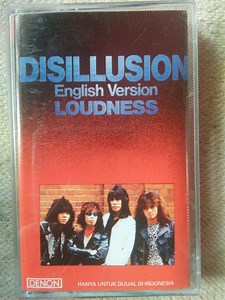 DISILLUSION
English Version
LOUDNESS
DENON
HANYA UNTUK DIJUAL DI INDONESIA